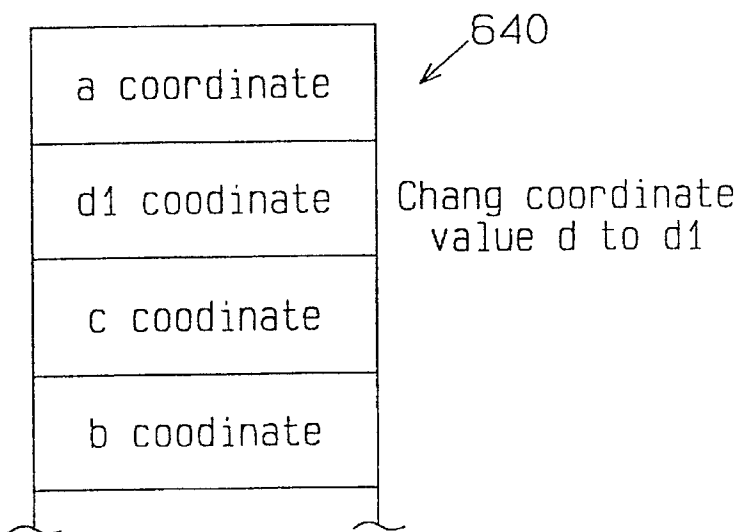 640
a coordinate
d1 coodinate
Chang coordinate
value d to d1
c coodinate
b coodinate